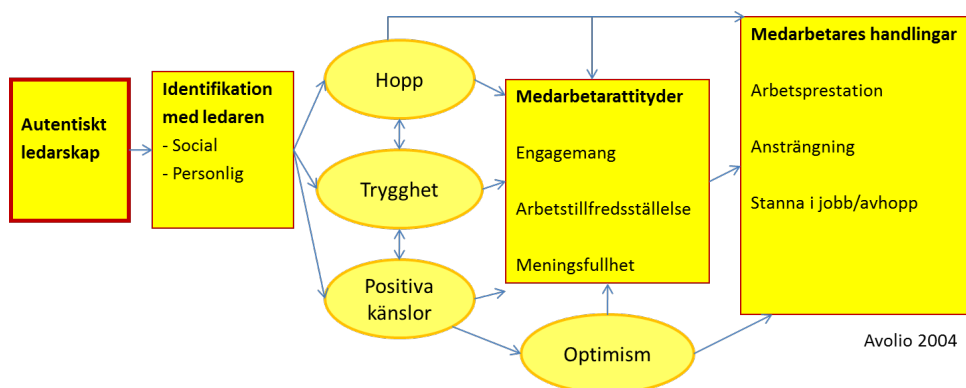 Autentiskt
ledarskap
Identifikation
med ledaren
- Social
- Personlig
Hopp
Trygghet
Positiva
känslor
Optimism
Medarbetarattityder
Engagemang
Arbetstillfredsställelse
Meningsfullhet
Medarbetares handlingar
Arbetsprestation
Ansträngning
Stanna i jobb/avhopp
Avolio 2004